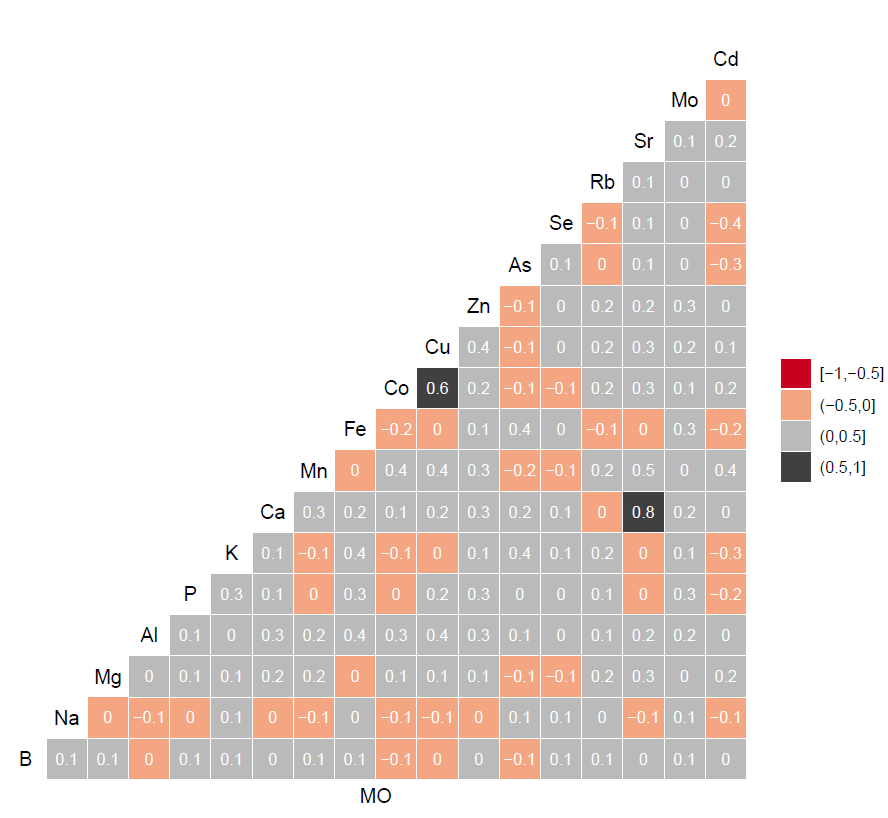 Cd
Mo 0
Sr 0.1 0.2
Rb 0.1 0 0
Se −0.1 0.1 0 −0.4
As 0.1 0 0.1 0 −0.3
Zn −0.1 0 0.2 0.2 0.3 0
Cu 0.4 −0.1 0 0.2 0.3 0.2 0.1
Co 0.6 0.2 −0.1 −0.1 0.2 0.3 0.1 0.2
Fe −0.2 0 0.1 0.4 0 −0.1 0 0.3 −0.2
Mn 0 0.4 0.4 0.3 −0.2 −0.1 0.2 0.5 0 0.4
Ca 0.3 0.2 0.1 0.2 0.3 0.2 0.1 0 0.8 0.2 0
K 0.1 −0.1 0.4 −0.1 0 0.1 0.4 0.1 0.2 0 0.1 −0.3
P 0.3 0.1 0 0.3 0 0.2 0.3 0 0 0.1 0 0.3 −0.2
Al 0.1 0 0.3 0.2 0.4 0.3 0.4 0.3 0.1 0 0.1 0.2 0.2 0
Mg 0 0.1 0.1 0.2 0.2 0 0.1 0.1 0.1 −0.1 −0.1 0.2 0.3 0 0.2
Na 0 −0.1 0 0.1 0 −0.1 0 −0.1 −0.1 0 0.1 0.1 0 −0.1 0.1 −0.1
B 0.1 0.1 0 0.1 0.1 0 0.1 0.1 −0.1 0 0 −0.1 0.1 0.1 0 0.1 0
MO
[−1,−0.5]
(−0.5,0]
(0,0.5]
(0.5,1]